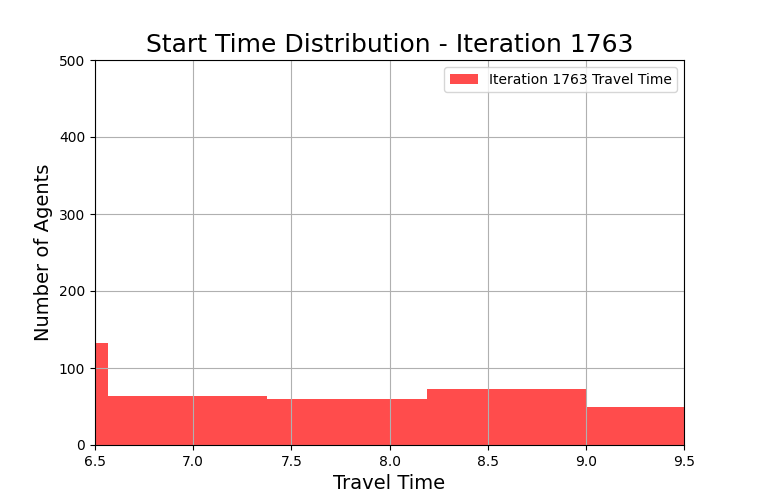 Start Time Distribution - Iteration 1763
Iteration 1763 Travel Time
Number of Agents
500
400
300
200
100
0
6.5 7.0 7.5 8.0 8.5 9.0 9.5
Travel Time